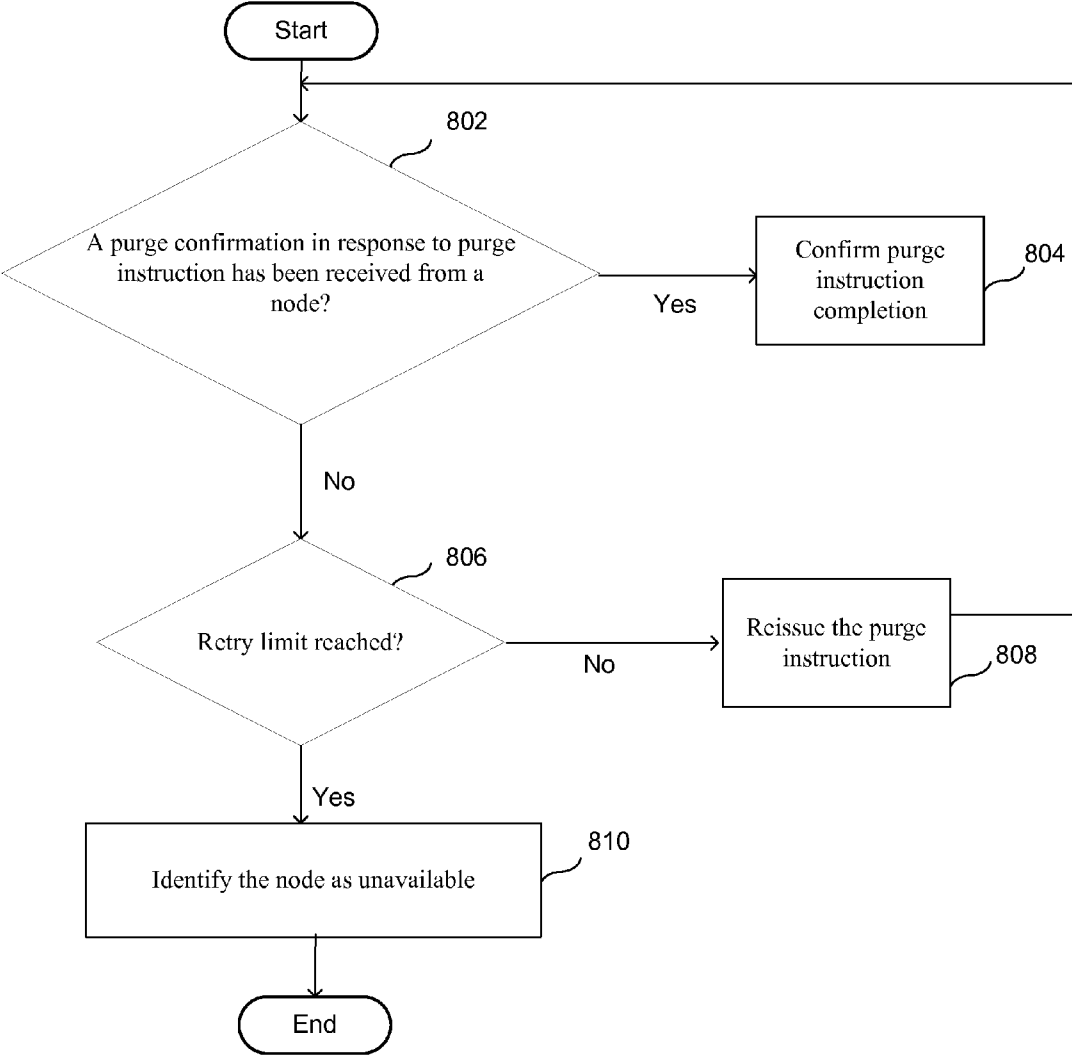 Start
802
A purge confirmation in response to purge
instruction has been received from a
node?
Yes
Confirm purge
instruction
completion
804
No
806
Retry limit reached?
No
Reissue the purge
instruction
808
Yes
810
Identify the node as unavailable
End